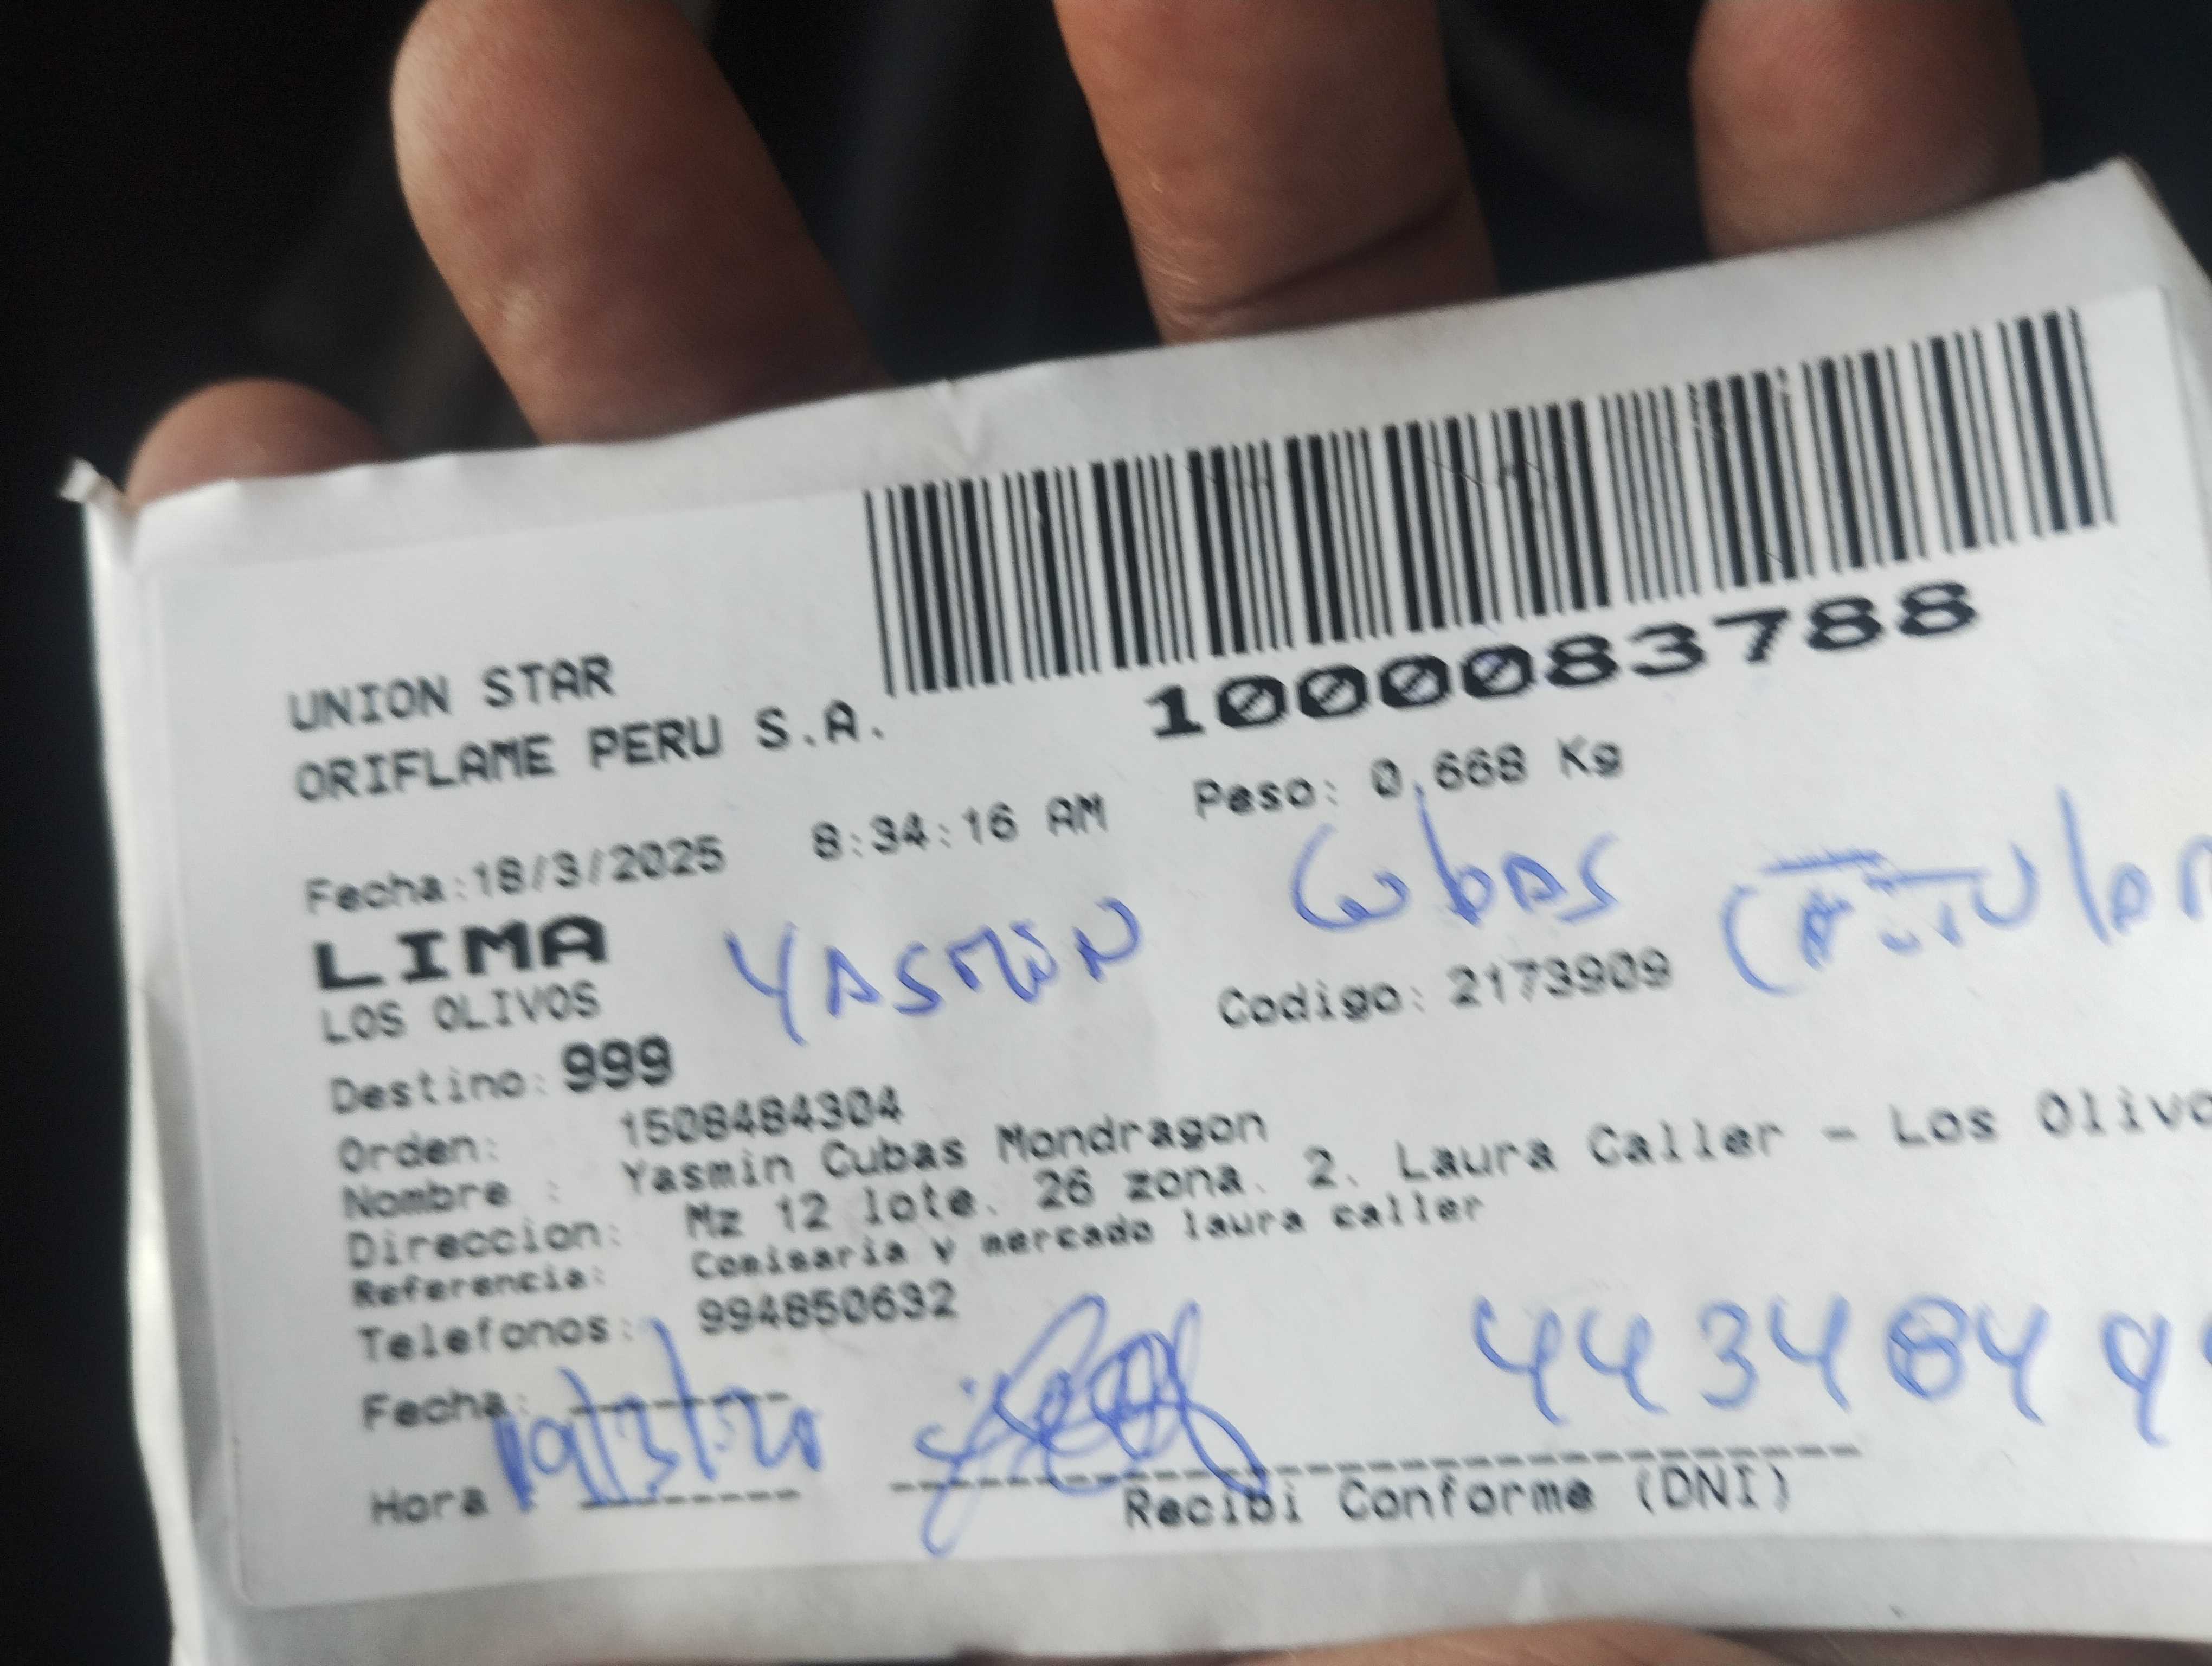 UNION STAR
ORIFLAME PERU S.A.
1000083788
Fecha:18/3/2025 8:34:16 AM Peso: 0,668 Kg
LIMA YASMIN Cubas
LOS OLIVOS
Codigo: 2173909
Destino: 999
Orden: 1508484304
Nombre : Yasmin Cubas Mondragon
Direccion: Mz 12 lote. 26 zona. 2. Laura Caller - Los Olivo
Referencia: Comisaria y mercado laura caller
Telefonos: 994850632
Fecha:
Hora
Recibi Conforme (DNI)